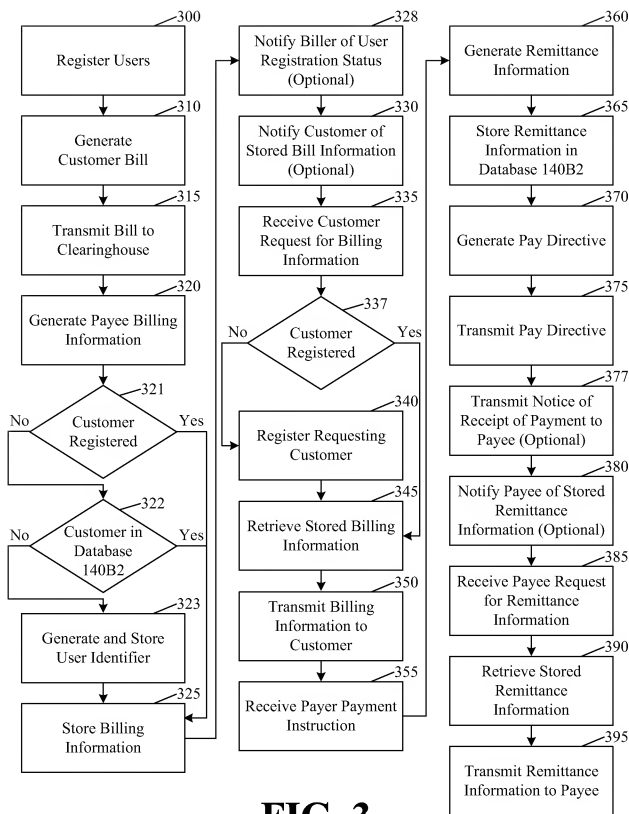 300
Register Users
310
Generate
Customer Bill
315
Transmit Bill to
Clearinghouse
320
Generate Payee Billing
Information
321
No
Customer
Registered
Yes
322
No
Customer in
Database
140B2
Yes
323
Generate and Store
User Identifier
325
Store Billing
Information
328
Notify Biller of User
Registration Status
(Optional)
330
Notify Customer of
Stored Bill Information
(Optional)
335
Receive Customer
Request for Billing
Information
337
No
Customer
Registered
Yes
340
Register Requesting
Customer
345
Retrieve Stored Billing
Information
350
Transmit Billing
Information to
Customer
355
Receive Payer Payment
Instruction
360
Generate Remittance
Information
365
Store Remittance
Information in
Database 140B2
370
Generate Pay Directive
375
Transmit Pay Directive
377
Transmit Notice of
Receipt of Payment to
Payee (Optional)
380
Notify Payee of Stored
Remittance
Information (Optional)
385
Receive Payee Request
for Remittance
Information
390
Retrieve Stored
Remittance
Information
395
Transmit Remittance
Information to Payee
FIG. 3